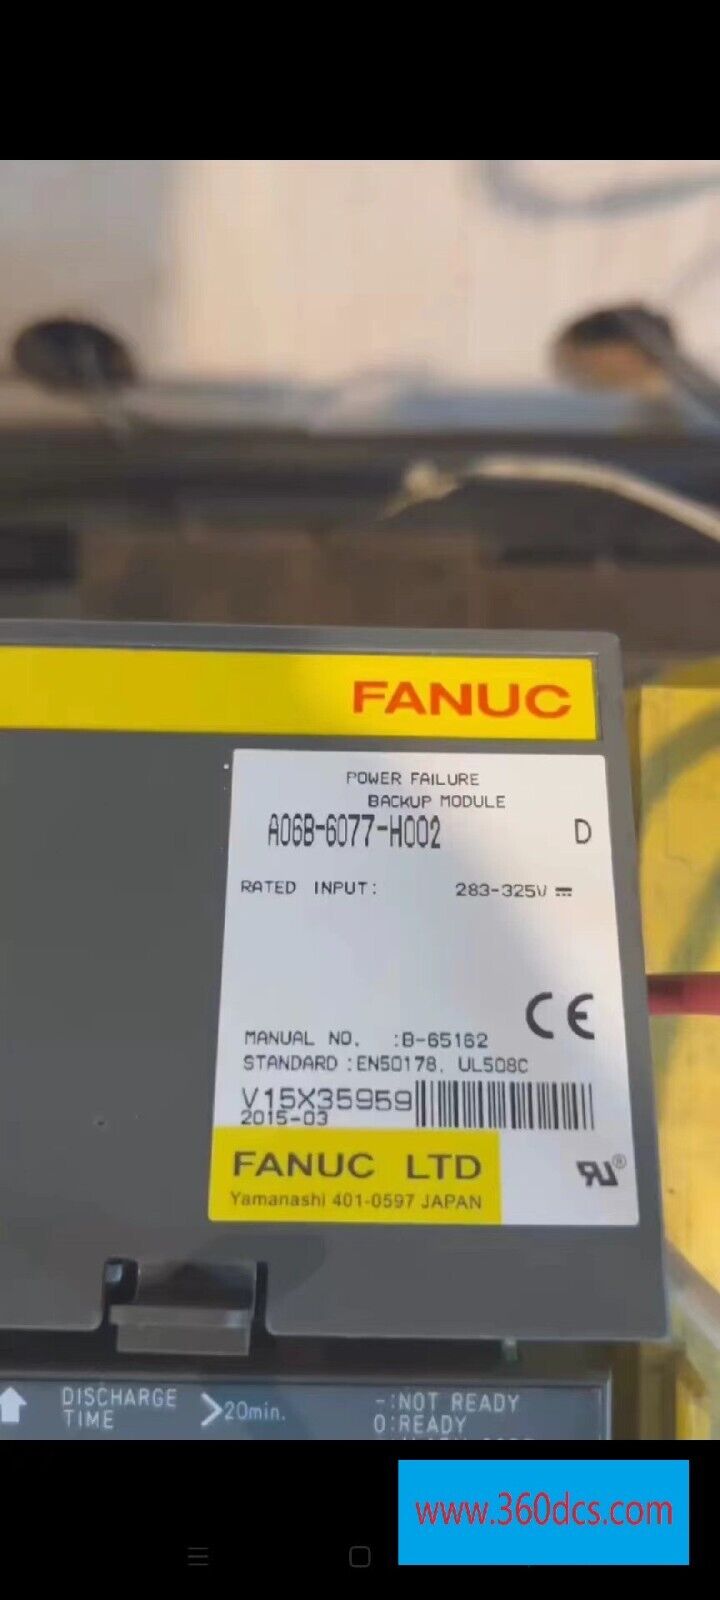 FANUC
POWER FAILURE
BACKUP MODULE
A06B-6077-H002 D
RATED INPUT: 283-325V ⎓
CE
MANUAL NO. :B-65162
STANDARD :EN50178, UL508C
V15X35959
2015-03
FANUC LTD
Yamanashi 401-0597 JAPAN
DISCHARGE
TIME
>20min.
-:NOT READY
0:READY
www.360dcs.com